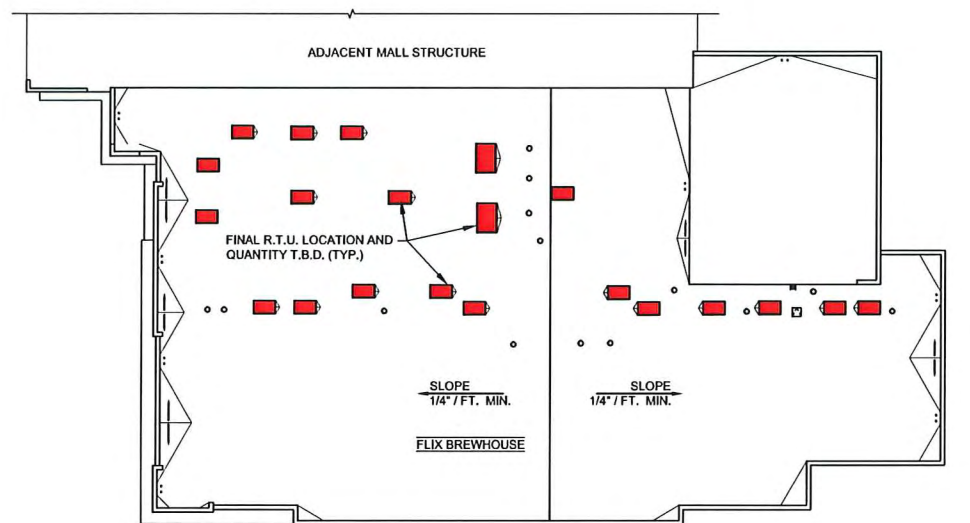 ADJACENT MALL STRUCTURE
FINAL R.T.U. LOCATION AND
QUANTITY T.B.D. (TYP.)
SLOPE
1/4" / FT. MIN.
SLOPE
1/4" / FT. MIN.
FLIX BREWHOUSE